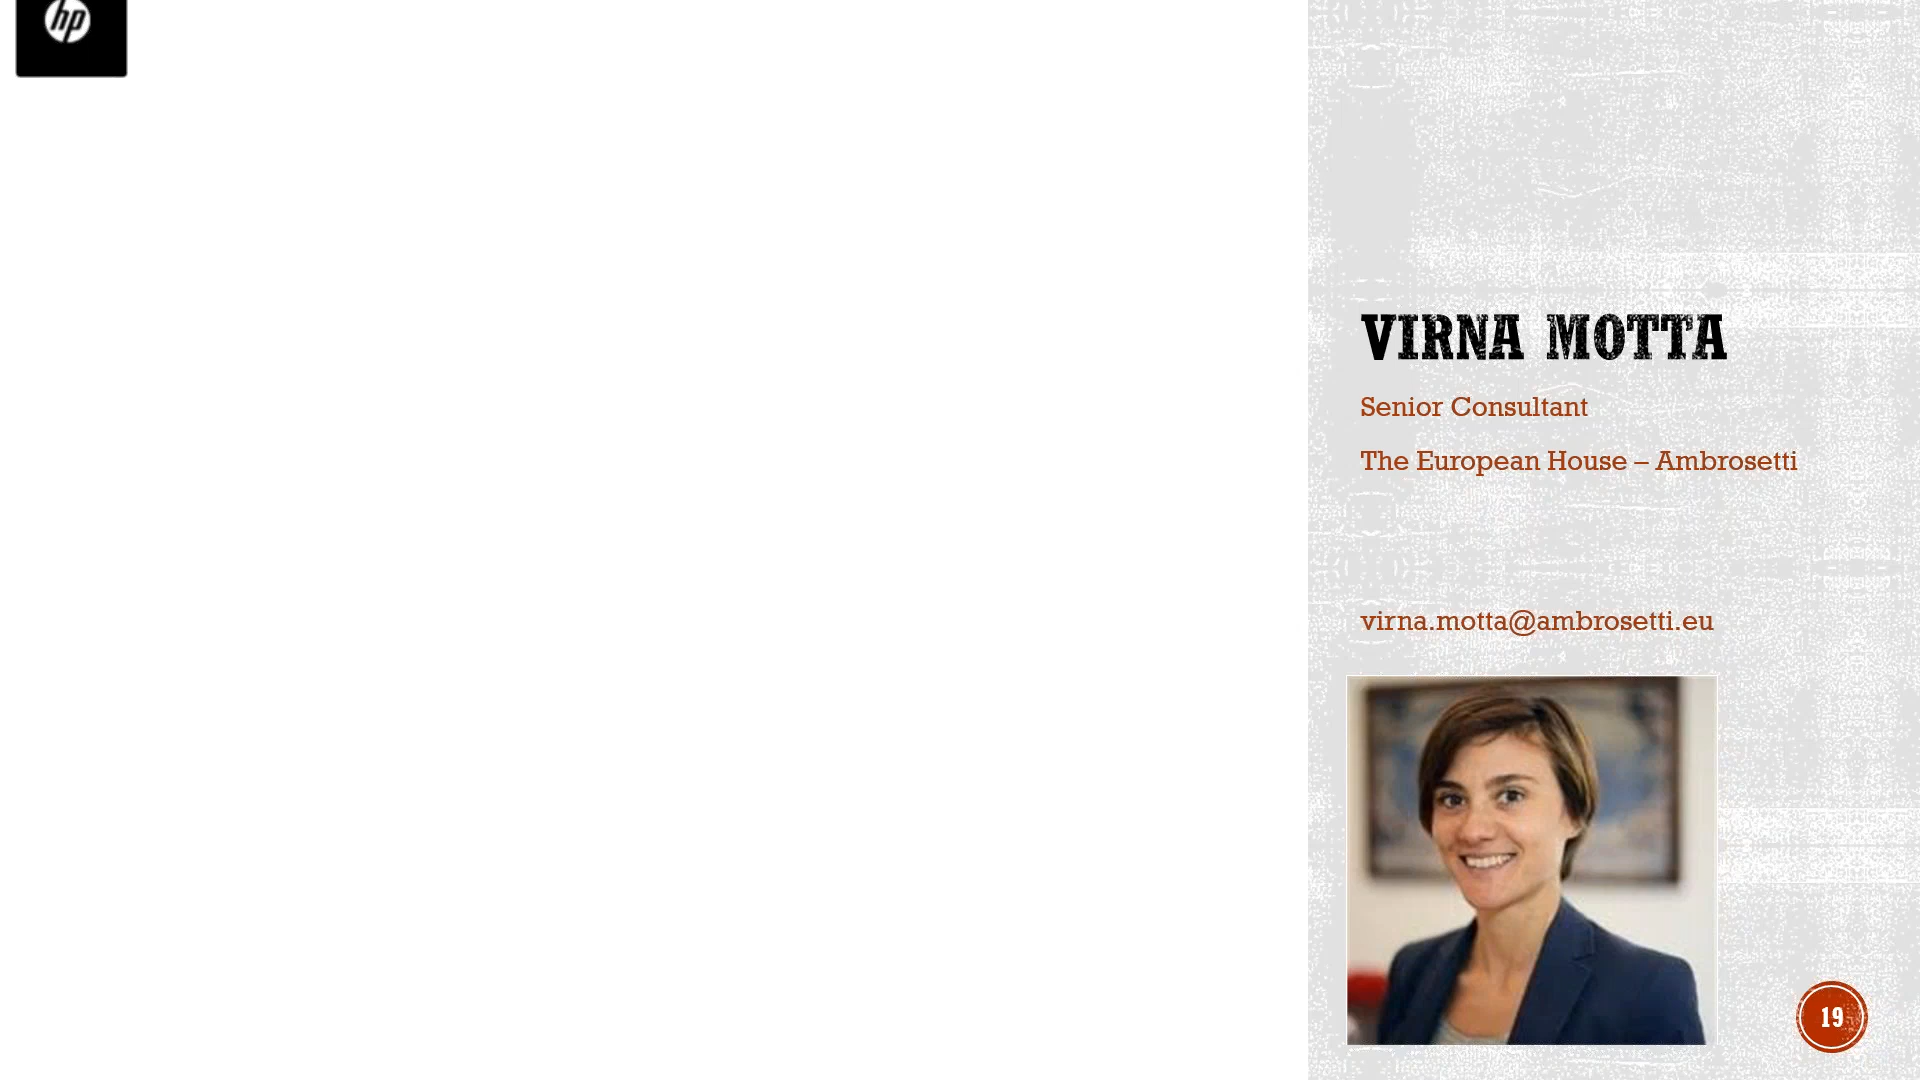 hp
VIRNA MOTTA
Senior Consultant
The European House – Ambrosetti
virna.motta@ambrosetti.eu
19